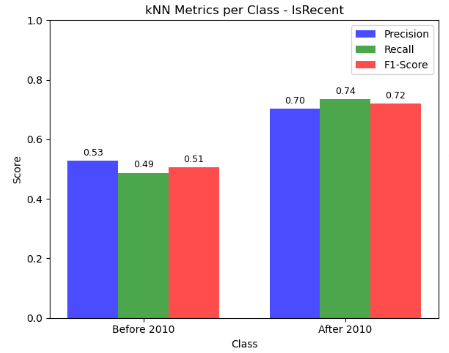 kNN Metrics per Class - IsRecent
Precision
Recall
F1-Score
Score
1.0
0.8
0.6
0.4
0.2
0.0
0.53
0.49
0.51
0.70
0.74
0.72
Before 2010
After 2010
Class